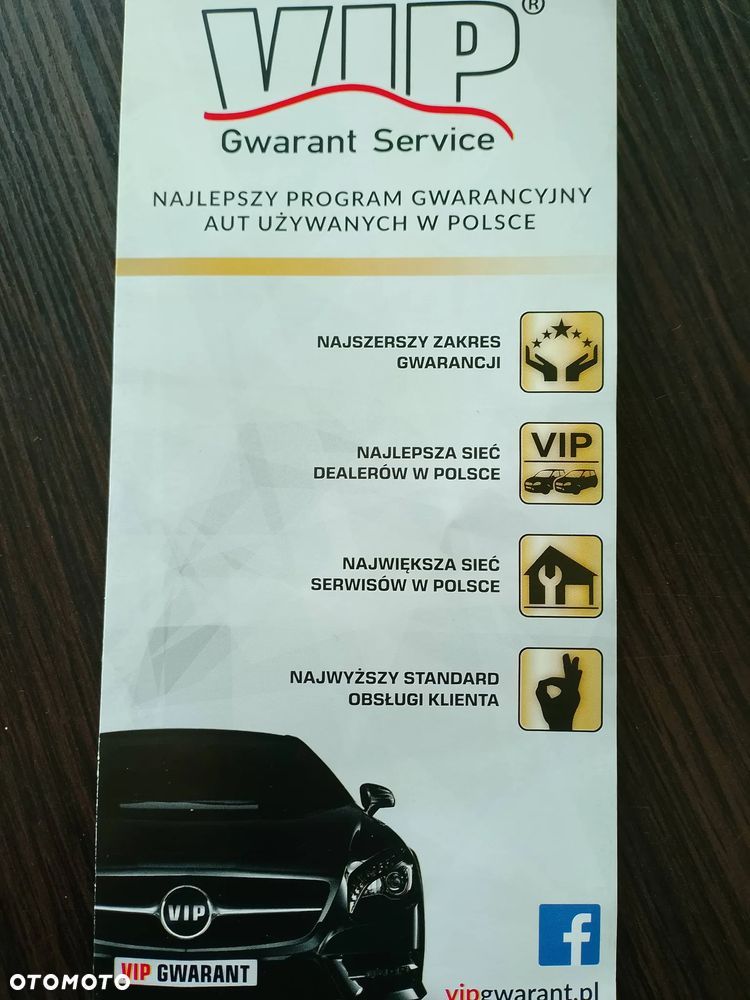 VIP®
Gwarant Service
NAJLEPSZY PROGRAM GWARANCYJNY
AUT UŻYWANYCH W POLSCE
NAJSZERSZY ZAKRES
GWARANCJI
NAJLEPSZA SIEĆ
DEALERÓW W POLSCE
VIP
NAJWIĘKSZA SIEĆ
SERWISÓW W POLSCE
NAJWYŻSZY STANDARD
OBSŁUGI KLIENTA
VIP
VIP GWARANT
f
vipgwarant.pl
OTOMOTO